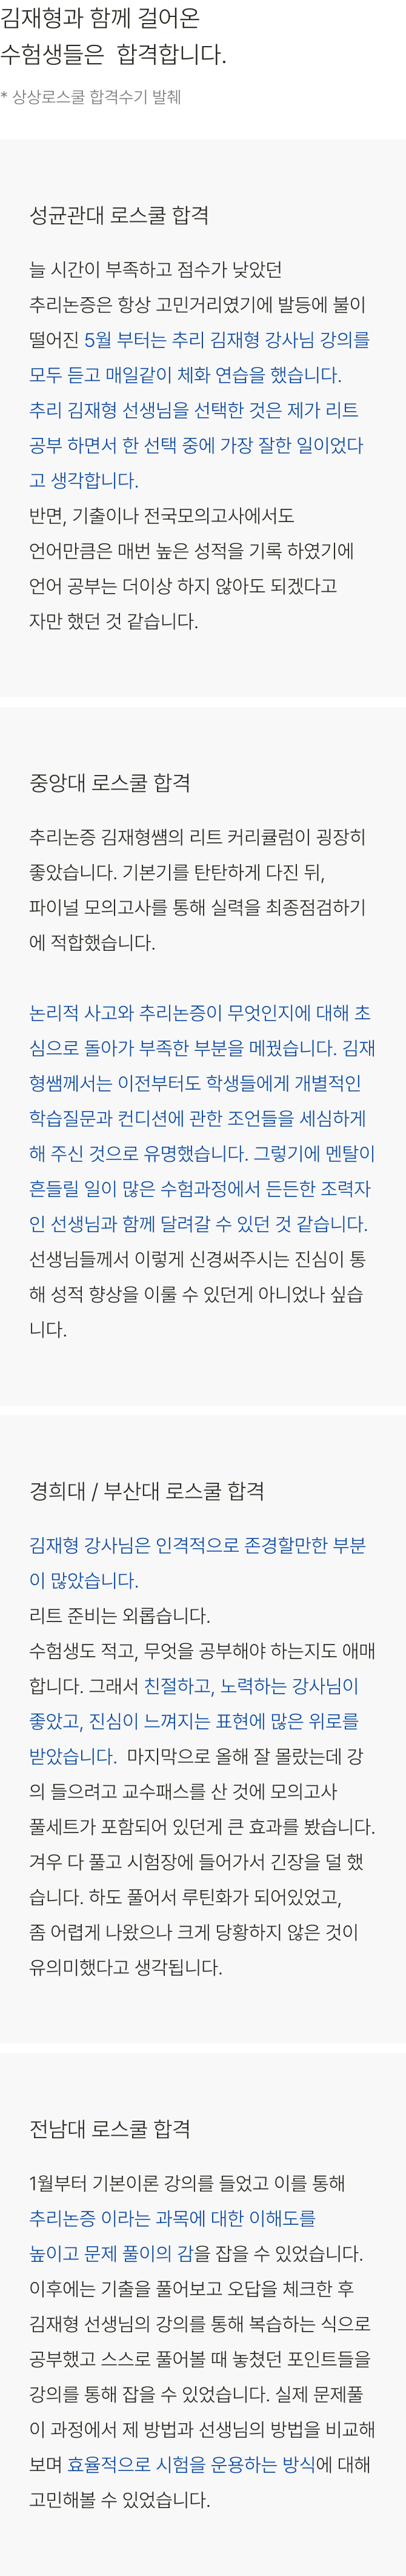 김재형과 함께 걸어온
수험생들은 합격합니다.
* 상상로스쿨 합격수기 발췌
성균관대 로스쿨 합격
늘 시간이 부족하고 점수가 낮았던
추리논증은 항상 고민거리였기에 발등에 불이
떨어진 5월 부터는 추리 김재형 강사님 강의를
모두 듣고 매일같이 체화 연습을 했습니다.
추리 김재형 선생님을 선택한 것은 제가 리트
공부 하면서 한 선택 중에 가장 잘한 일이었다
고 생각합니다.
반면, 기출이나 전국모의고사에서도
언어만큼은 매번 높은 성적을 기록 하였기에
언어 공부는 더이상 하지 않아도 되겠다고
자만 했던 것 같습니다.
중앙대 로스쿨 합격
추리논증 김재형썜의 리트 커리큘럼이 굉장히
좋았습니다. 기본기를 탄탄하게 다진 뒤,
파이널 모의고사를 통해 실력을 최종점검하기
에 적합했습니다.
논리적 사고와 추리논증이 무엇인지에 대해 초
심으로 돌아가 부족한 부분을 메꿨습니다. 김재
형쌤께서는 이전부터도 학생들에게 개별적인
학습질문과 컨디션에 관한 조언들을 세심하게
해 주신 것으로 유명했습니다. 그렇기에 멘탈이
흔들릴 일이 많은 수험과정에서 든든한 조력자
인 선생님과 함께 달려갈 수 있던 것 같습니다.
선생님들께서 이렇게 신경써주시는 진심이 통
해 성적 향상을 이룰 수 있던게 아니었나 싶습
니다.
경희대 / 부산대 로스쿨 합격
김재형 강사님은 인격적으로 존경할만한 부분
이 많았습니다.
리트 준비는 외롭습니다.
수험생도 적고, 무엇을 공부해야 하는지도 애매
합니다. 그래서 친절하고, 노력하는 강사님이
좋았고, 진심이 느껴지는 표현에 많은 위로를
받았습니다. 마지막으로 올해 잘 몰랐는데 강
의 들으려고 교수패스를 산 것에 모의고사
풀세트가 포함되어 있던게 큰 효과를 봤습니다.
겨우 다 풀고 시험장에 들어가서 긴장을 덜 했
습니다. 하도 풀어서 루틴화가 되어있었고,
좀 어렵게 나왔으나 크게 당황하지 않은 것이
유의미했다고 생각됩니다.
전남대 로스쿨 합격
1월부터 기본이론 강의를 들었고 이를 통해
추리논증 이라는 과목에 대한 이해도를
높이고 문제 풀이의 감을 잡을 수 있었습니다.
이후에는 기출을 풀어보고 오답을 체크한 후
김재형 선생님의 강의를 통해 복습하는 식으로
공부했고 스스로 풀어볼 때 놓쳤던 포인트들을
강의를 통해 잡을 수 있었습니다. 실제 문제풀
이 과정에서 제 방법과 선생님의 방법을 비교해
보며 효율적으로 시험을 운용하는 방식에 대해
고민해볼 수 있었습니다.